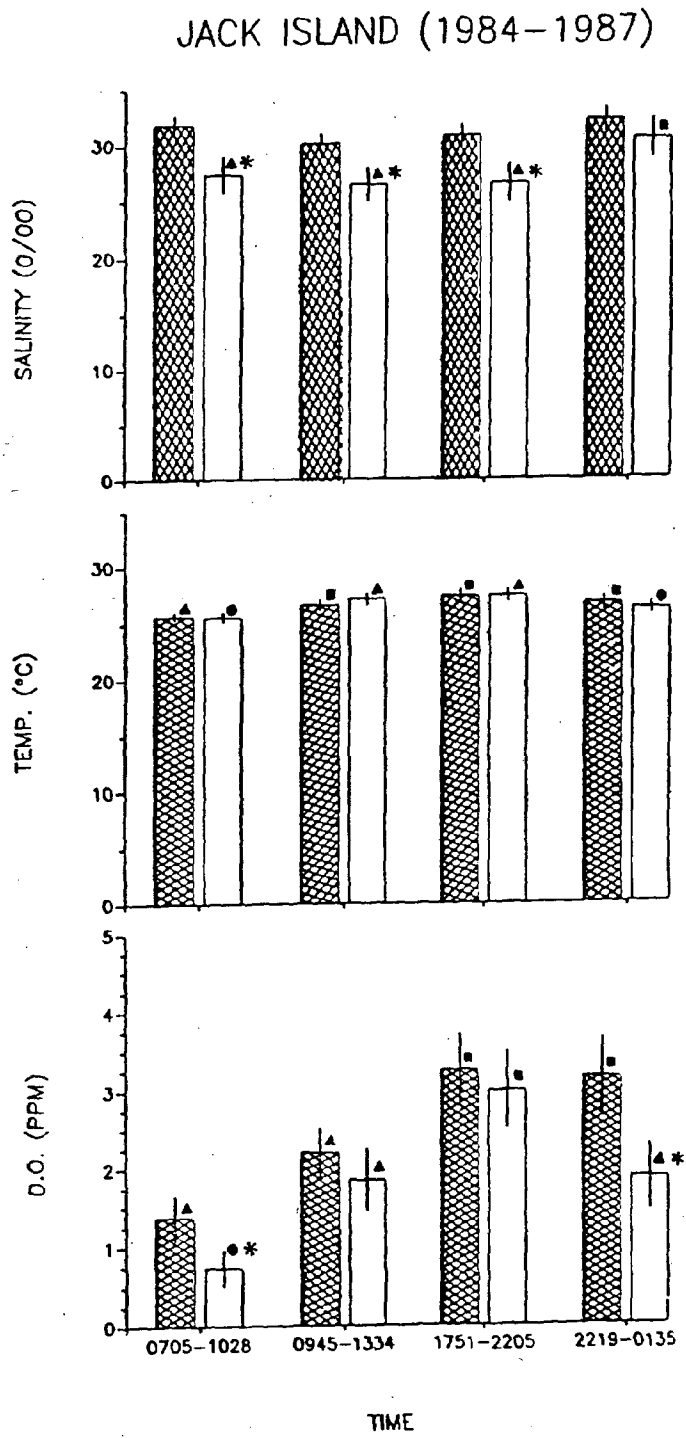 JACK ISLAND (1984-1987)
SALINITY (0/00)
30
20
10
0
* * *
TEMP. (°C)
30
20
10
0
D.O. (PPM)
5
4
3
2
1
0
* *
0705-1028 0945-1334 1751-2205 2219-0135
TIME